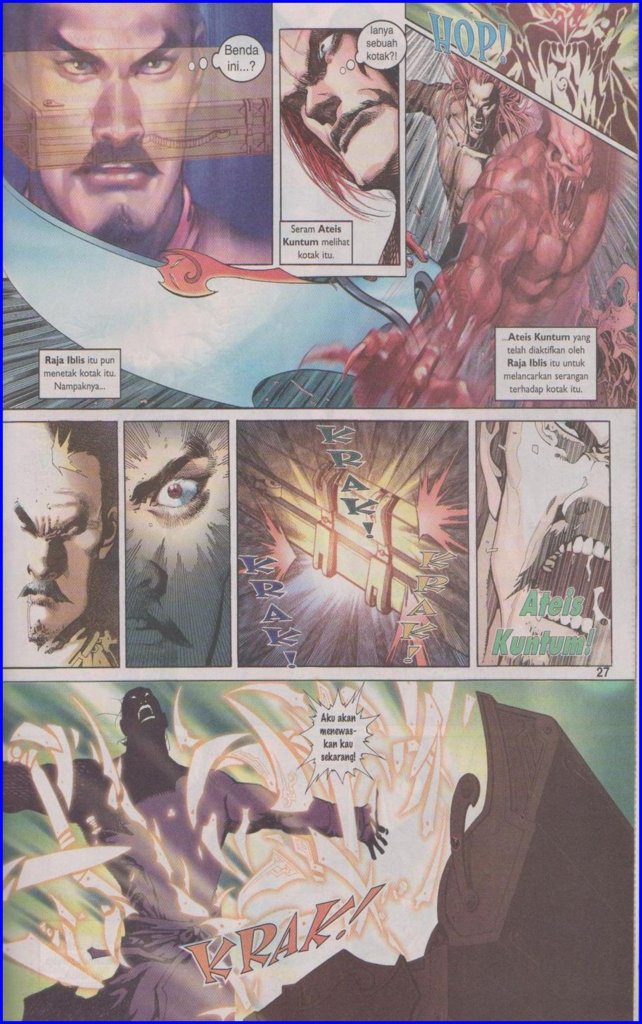 Benda
ini...?
Ianya
sebuah
kotak?!
HOP!
Seram Ateis
Kuntum melihat
kotak itu.
Raja Iblis itu pun
menetak kotak itu.
Nampaknya...
...Ateis Kuntum yang
telah diaktifkan oleh
Raja Iblis itu untuk
melancarkan serangan
terhadap kotak itu.
KRAK!
KRAK!
KRAK!
Ateis
Kuntum!
27
Aku akan
menewas-
kan kau
sekarang!
KRAK!